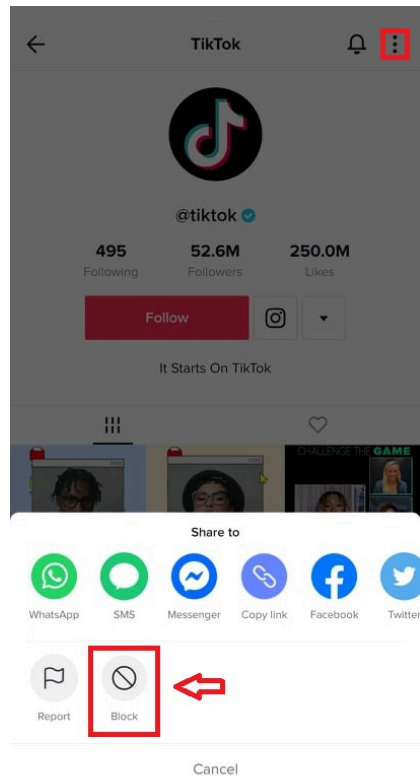 TikTok
@tiktok
495 52.6M 250.0M
Following Followers Likes
Follow
It Starts On TikTok
CHALLENGE THE GAME
Share to
WhatsApp SMS Messenger Copy link Facebook Twitter
Report Block
Cancel